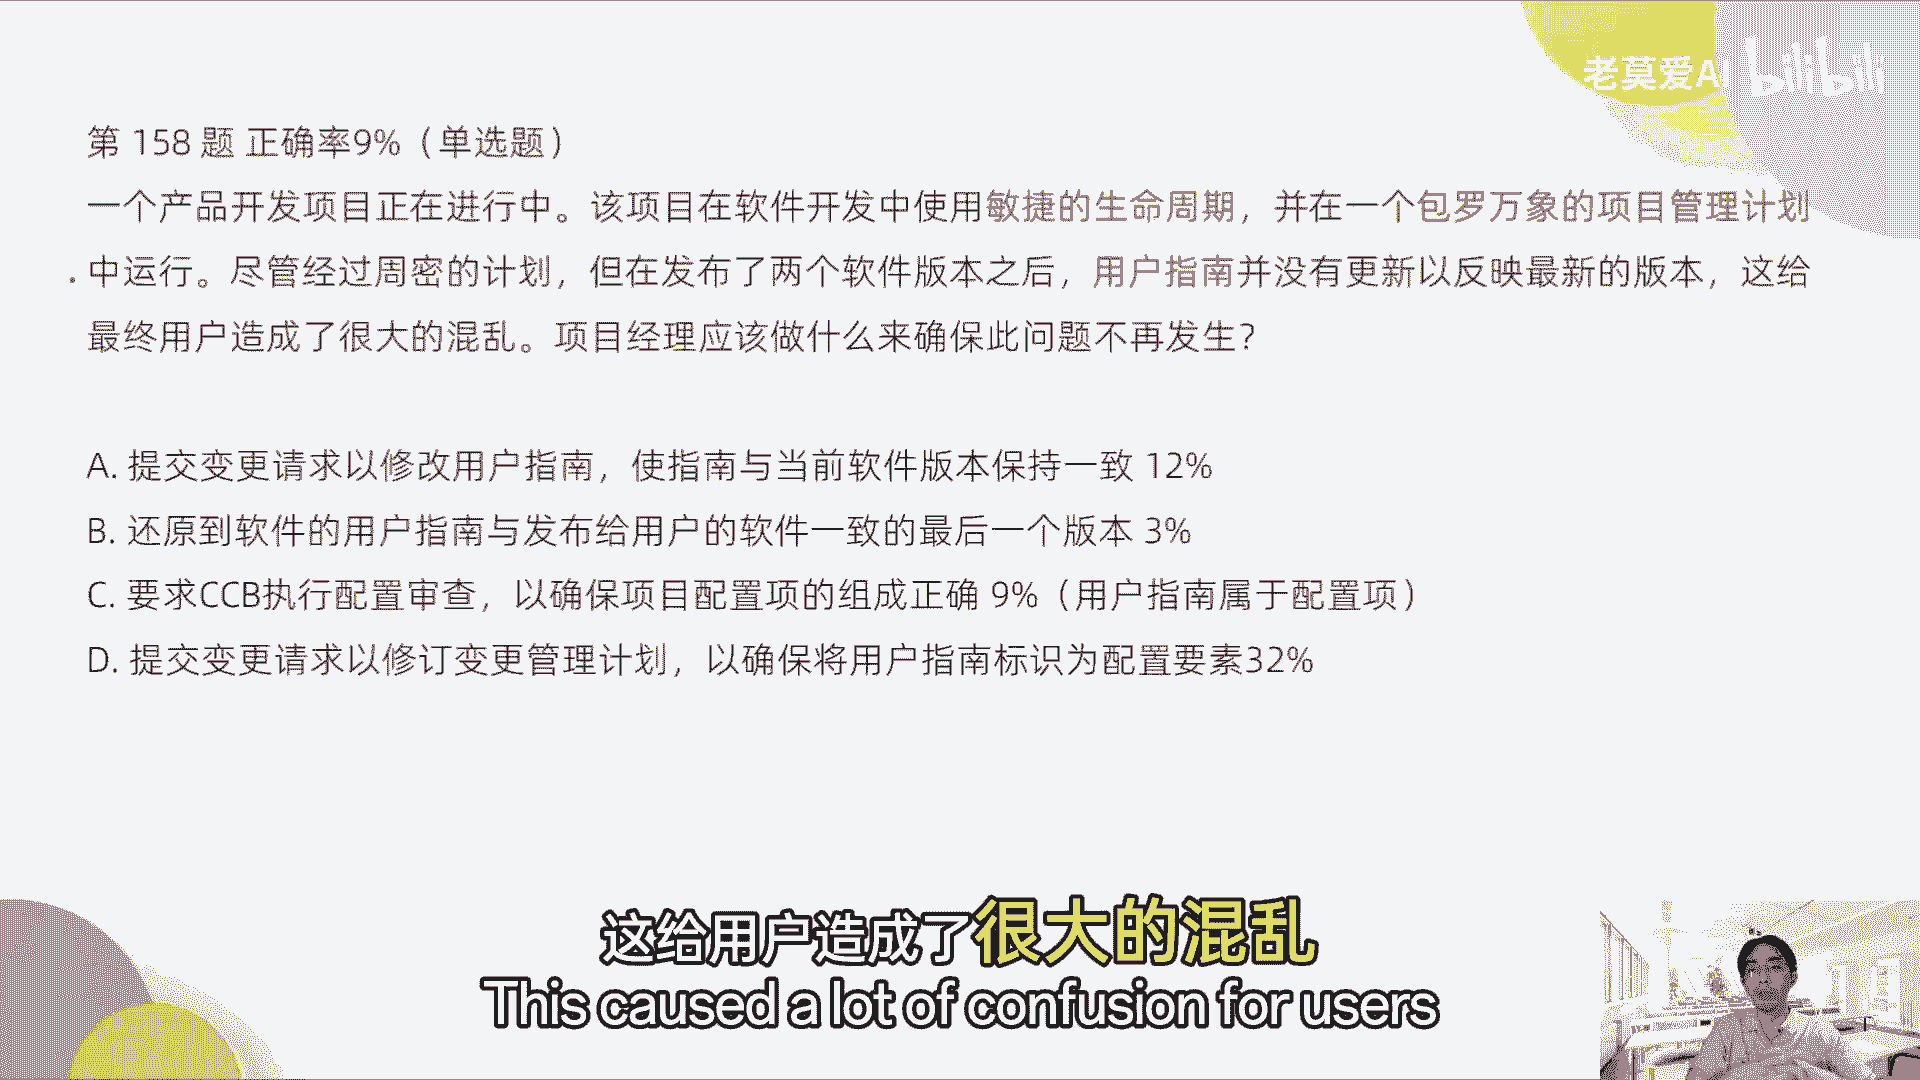 老莫爱AI bilibili
第 158 题 正确率9%（单选题）
一个产品开发项目正在进行中。该项目在软件开发中使用敏捷的生命周期，并在一个包罗万象的项目管理计划
中运行。尽管经过周密的计划，但在发布了两个软件版本之后，用户指南并没有更新以反映最新的版本，这给
最终用户造成了很大的混乱。项目经理应该做什么来确保此问题不再发生？
A. 提交变更请求以修改用户指南，使指南与当前软件版本保持一致 12%
B. 还原到软件的用户指南与发布给用户的软件一致的最后一个版本 3%
C. 要求CCB执行配置审查，以确保项目配置项的组成正确 9%（用户指南属于配置项）
D. 提交变更请求以修订变更管理计划，以确保将用户指南标识为配置要素32%
这给用户造成了很大的混乱
This caused a lot of confusion for users